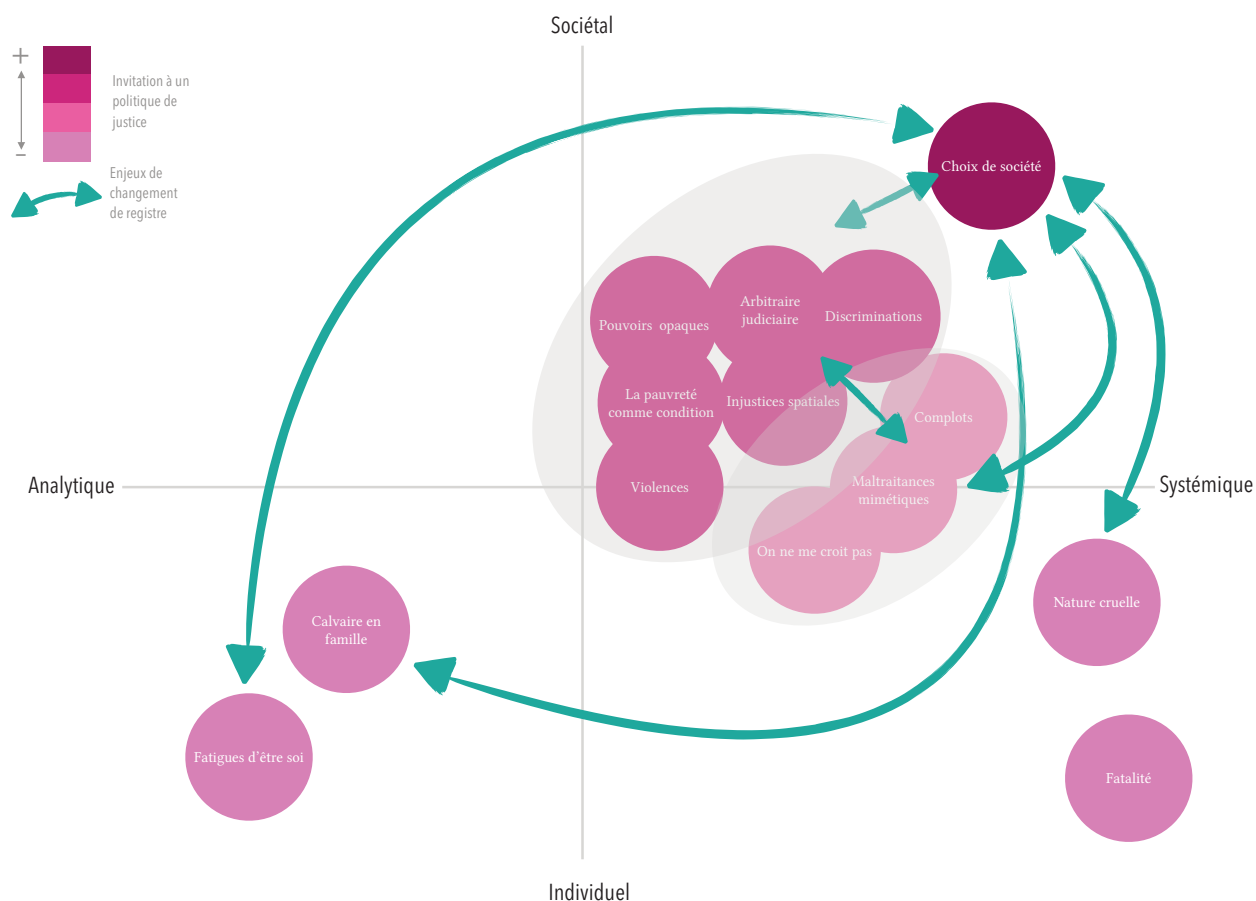 Sociétal
+
Invitation à un
politique de
justice
−
Enjeux de
changement
de registre
Choix de société
Arbitraire
judiciaire
Discriminations
Pouvoirs opaques
La pauvreté
comme condition
Injustices spatiales
Complots
Analytique
Systémique
Violences
Maltraitances
mimétiques
On ne me croit pas
Nature cruelle
Calvaire en
famille
Fatigues d'être soi
Fatalité
Individuel